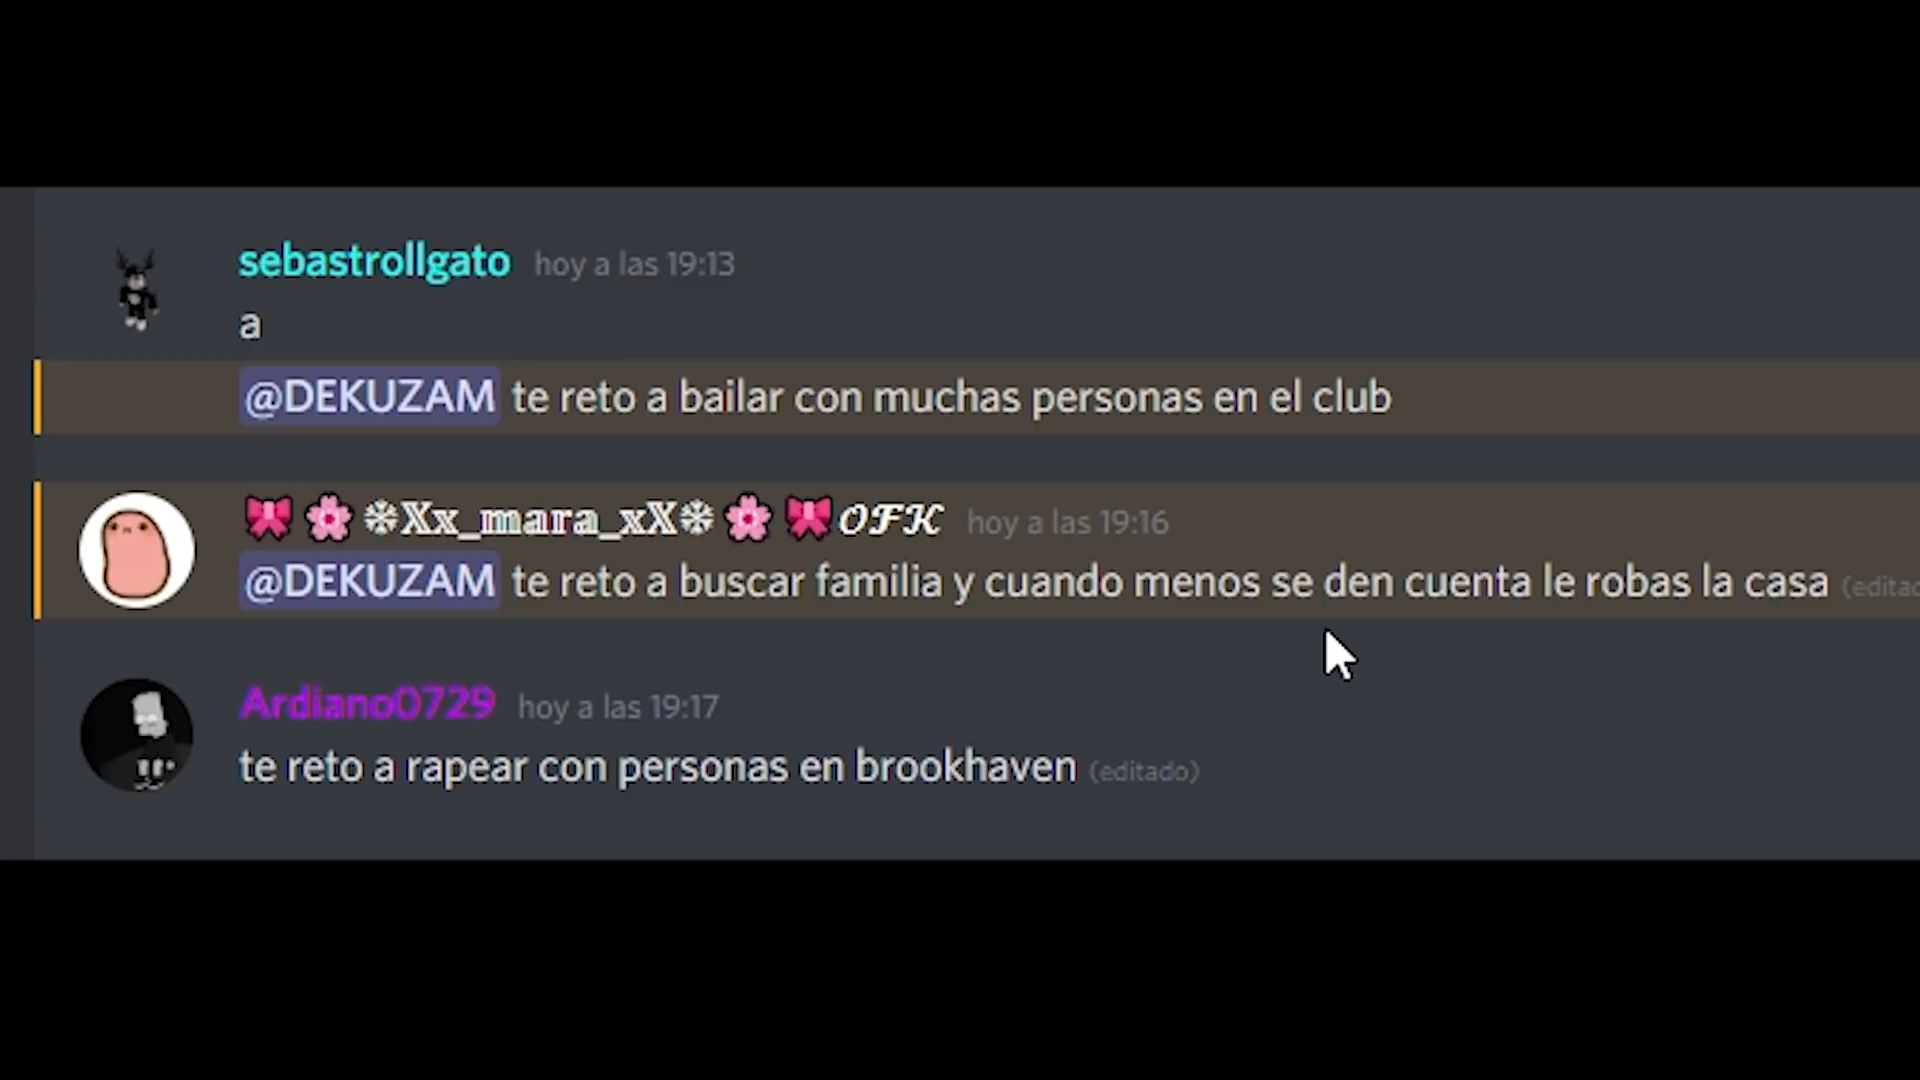 sebastrollgato hoy a las 19:13
a
@DEKUZAM te reto a bailar con muchas personas en el club
🎀🌸❄𝕏𝕩_𝕞𝕒𝕣𝕒_𝕩𝕏❄🌸🎀𝓞𝓕𝓚 hoy a las 19:16
@DEKUZAM te reto a buscar familia y cuando menos se den cuenta le robas la casa (editad
Ardiano0729 hoy a las 19:17
te reto a rapear con personas en brookhaven (editado)